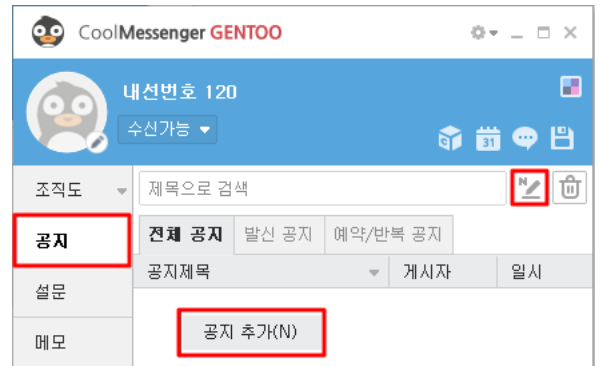 CoolMessenger GENTOO
내선번호 120
수신가능
31
조직도
제목으로 검색
N
공지
전체 공지 발신 공지 예약/반복 공지
공지제목 게시자 일시
설문
공지 추가(N)
메모